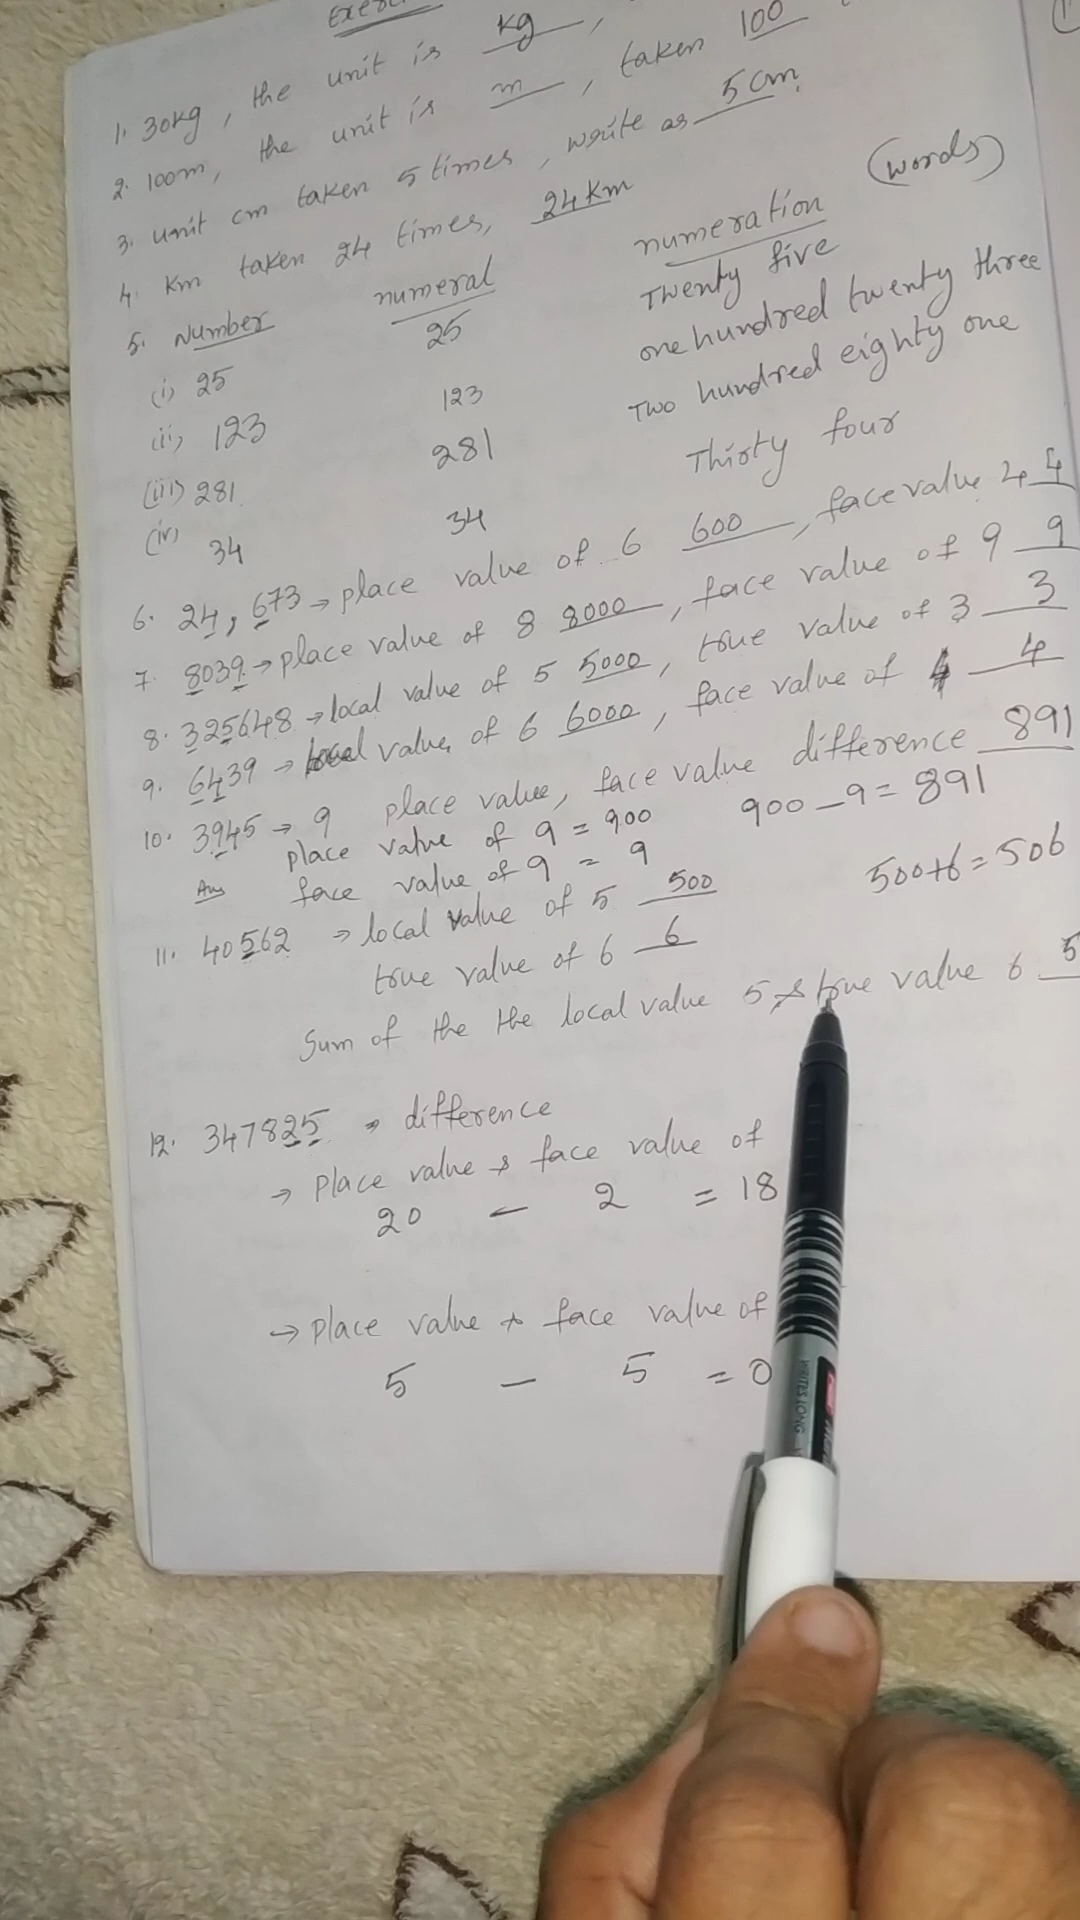 1. 30kg, the unit is kg,
2. 100m, the unit is m, taken 100
3. unit cm taken 5 times, write as 5 cm.
4. km taken 24 times, 24 km
5. Number numeral numeration (words)
(i) 25 25 Twenty five
(ii) 123 123 one hundred twenty three
(iii) 281 281 Two hundred eighty one
(iv) 34 34 Thirty four
6. 24,673 → place value of 6 600, face value 4 4
7. 8039 → place value of 8 8000, face value of 9 9
8. 325648 → local value of 5 5000, true value of 3 3
9. 6439 → local value of 6 6000, face value of 4 4
10. 3945 → 9 place value, face value difference 891
Ans place value of 9 = 900 900 - 9 = 891
face value of 9 = 9
11. 40562 → local value of 5 500 500+6 = 506
true value of 6 6
Sum of the the local value 5 & true value 6 5
12. 347825 → difference
→ place value & face value of
20 - 2 = 18
→ place value & face value of
5 - 5 = 0
WRITES LONG